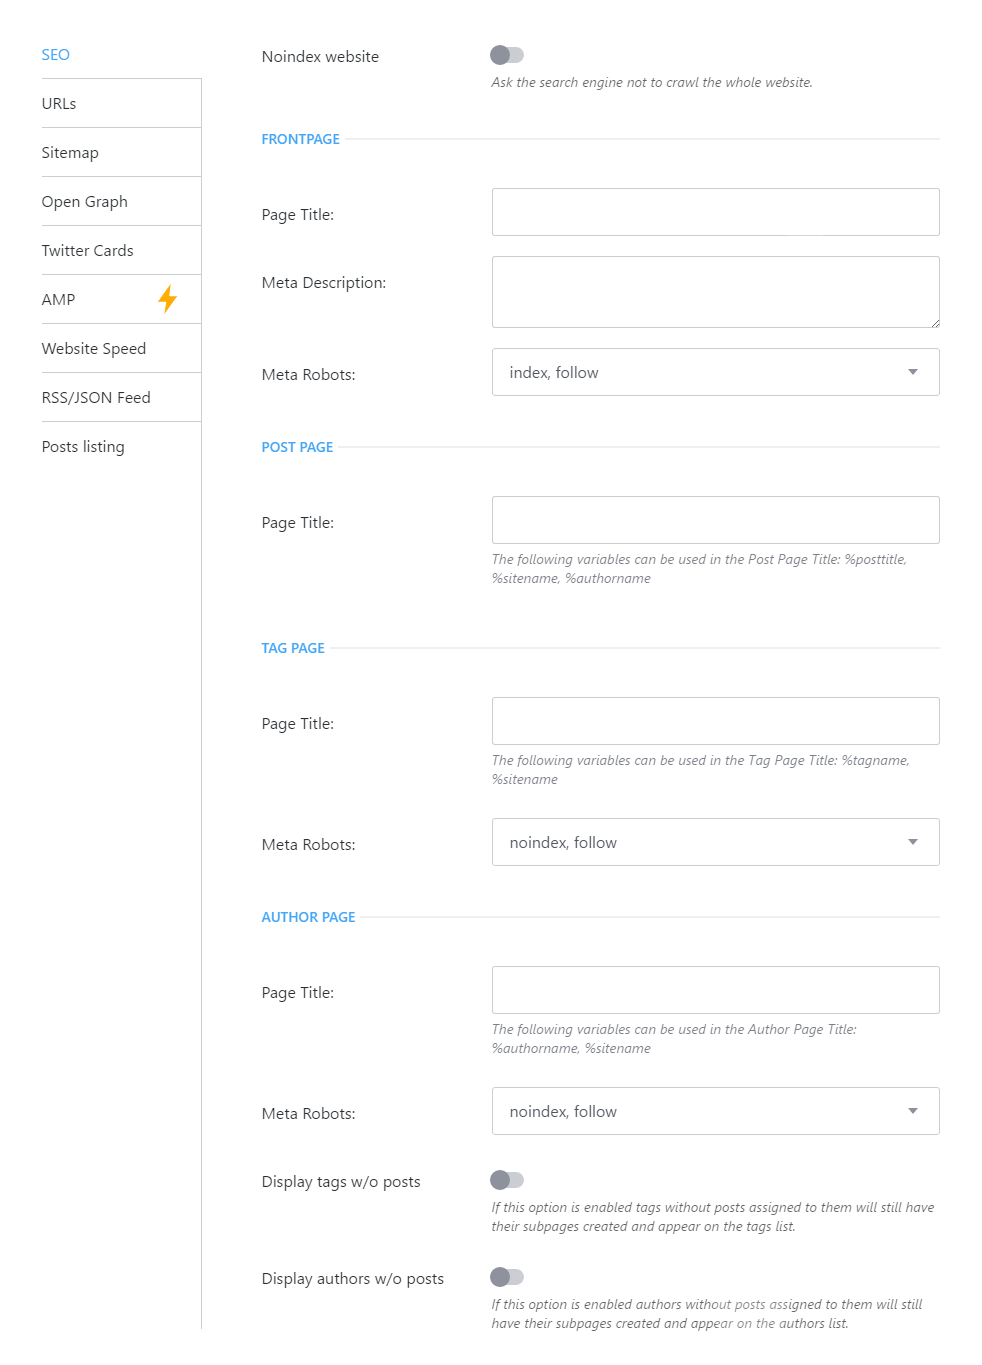 SEO
URLs
Sitemap
Open Graph
Twitter Cards
AMP
Website Speed
RSS/JSON Feed
Posts listing
Noindex website
Ask the search engine not to crawl the whole website.
FRONTPAGE
Page Title:
Meta Description:
Meta Robots:
index, follow
POST PAGE
Page Title:
The following variables can be used in the Post Page Title: %posttitle,
%sitename, %authorname
TAG PAGE
Page Title:
The following variables can be used in the Tag Page Title: %tagname,
%sitename
Meta Robots:
noindex, follow
AUTHOR PAGE
Page Title:
The following variables can be used in the Author Page Title:
%authorname, %sitename
Meta Robots:
noindex, follow
Display tags w/o posts
If this option is enabled tags without posts assigned to them will still have
their subpages created and appear on the tags list.
Display authors w/o posts
If this option is enabled authors without posts assigned to them will still
have their subpages created and appear on the authors list.